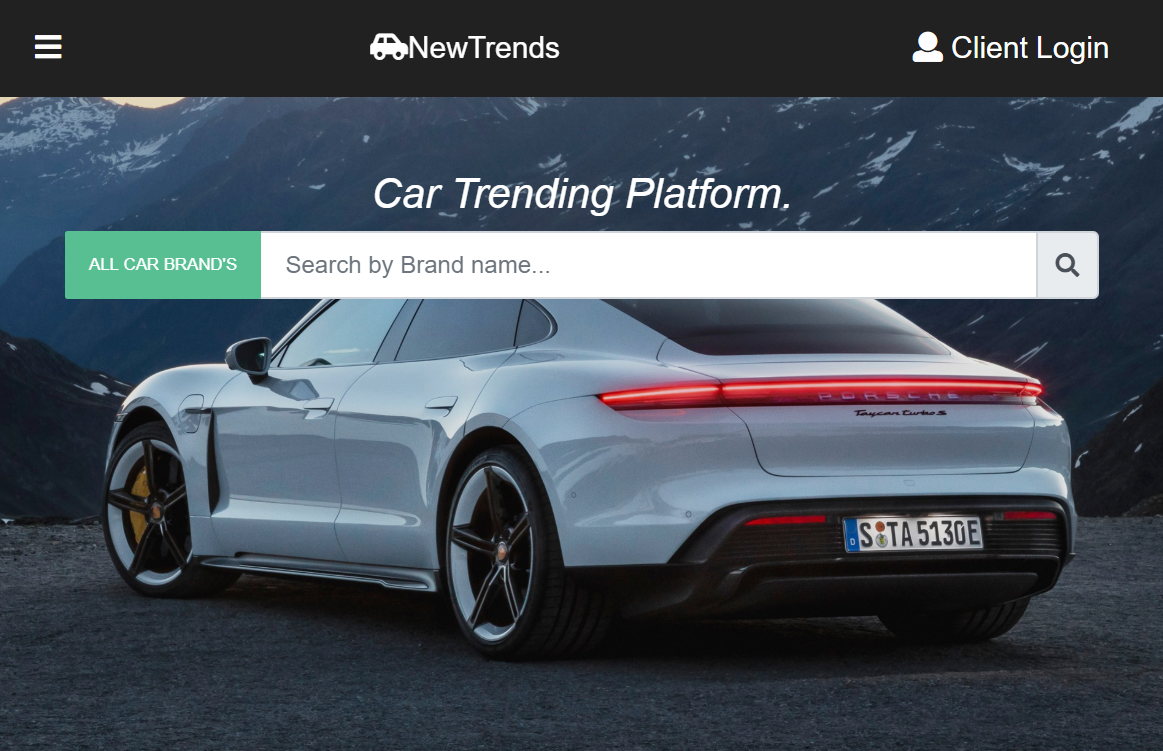 NewTrends
Client Login
Car Trending Platform.
ALL CAR BRAND'S
Search by Brand name...
PORSCHE
Taycan turbo S
D
S TA 5130E